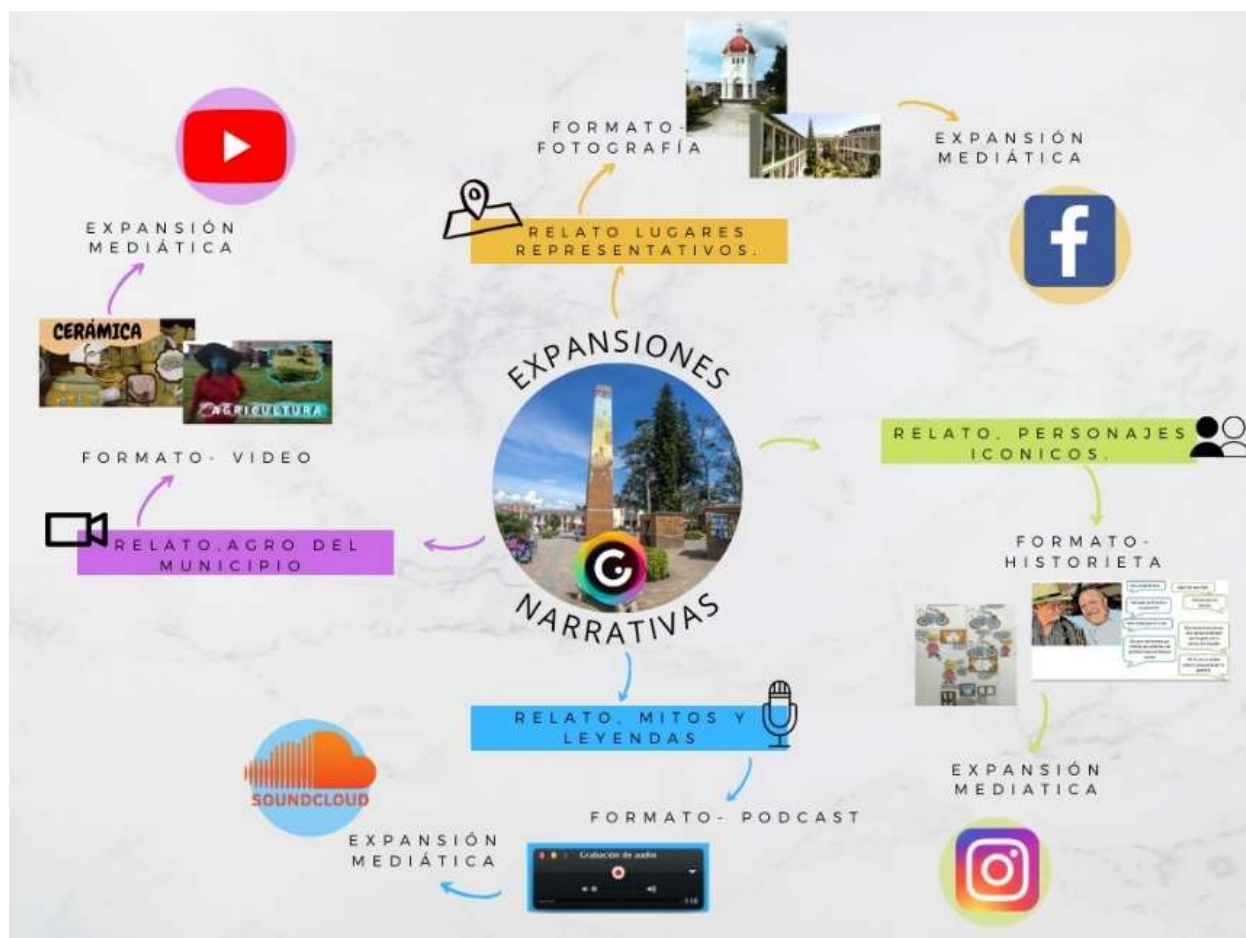 FORMATO-
FOTOGRAFÍA
EXPANSIÓN
MEDIÁTICA
RELATO LUGARES
REPRESENTATIVOS.
EXPANSIÓN
MEDIÁTICA
CERÁMICA
AGRICULTURA
FORMATO- VIDEO
RELATO,AGRO DEL
MUNICIPIO
EXPANSIONES
NARRATIVAS
RELATO, PERSONAJES
ICONICOS.
FORMATO-
HISTORIETA
EXPANSIÓN
MEDIATICA
RELATO, MITOS Y
LEYENDAS
FORMATO- PODCAST
Grabación de audio
EXPANSIÓN
MEDIÁTICA
SOUNDCLOUD